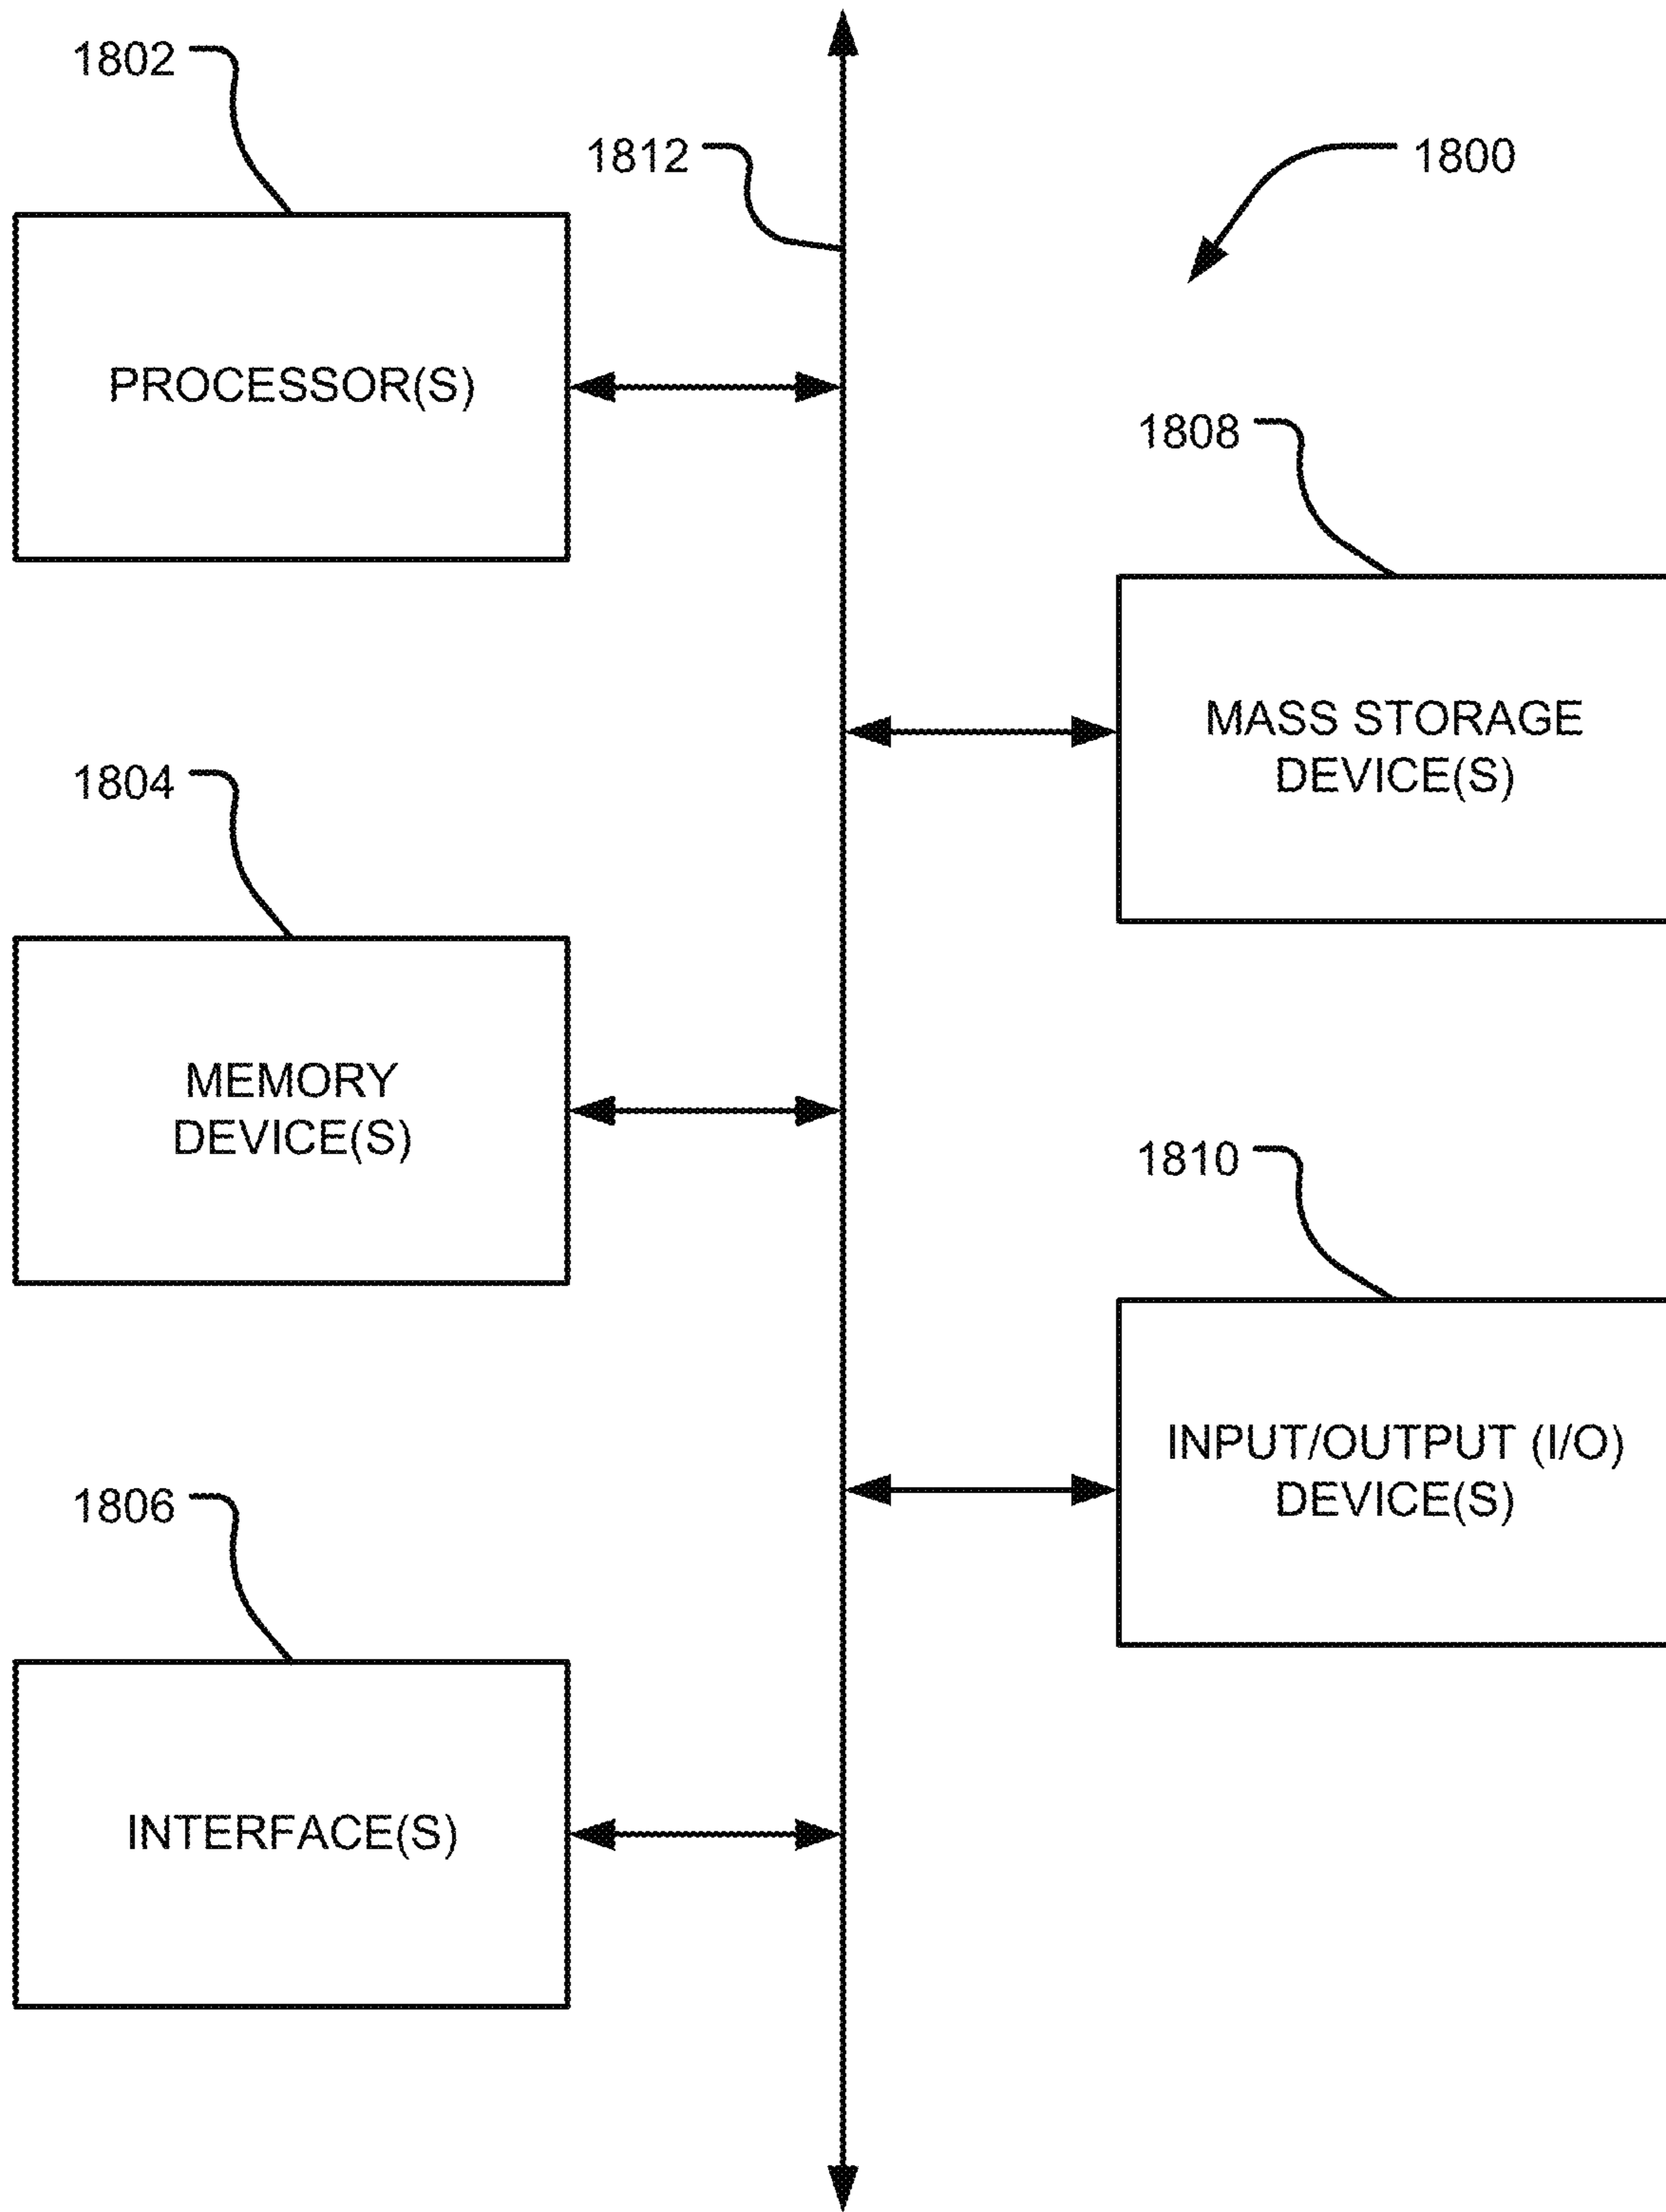 1802
1812
1800
PROCESSOR(S)
1808
MASS STORAGE
DEVICE(S)
1804
MEMORY
DEVICE(S)
1810
INPUT/OUTPUT (I/O)
DEVICE(S)
1806
INTERFACE(S)